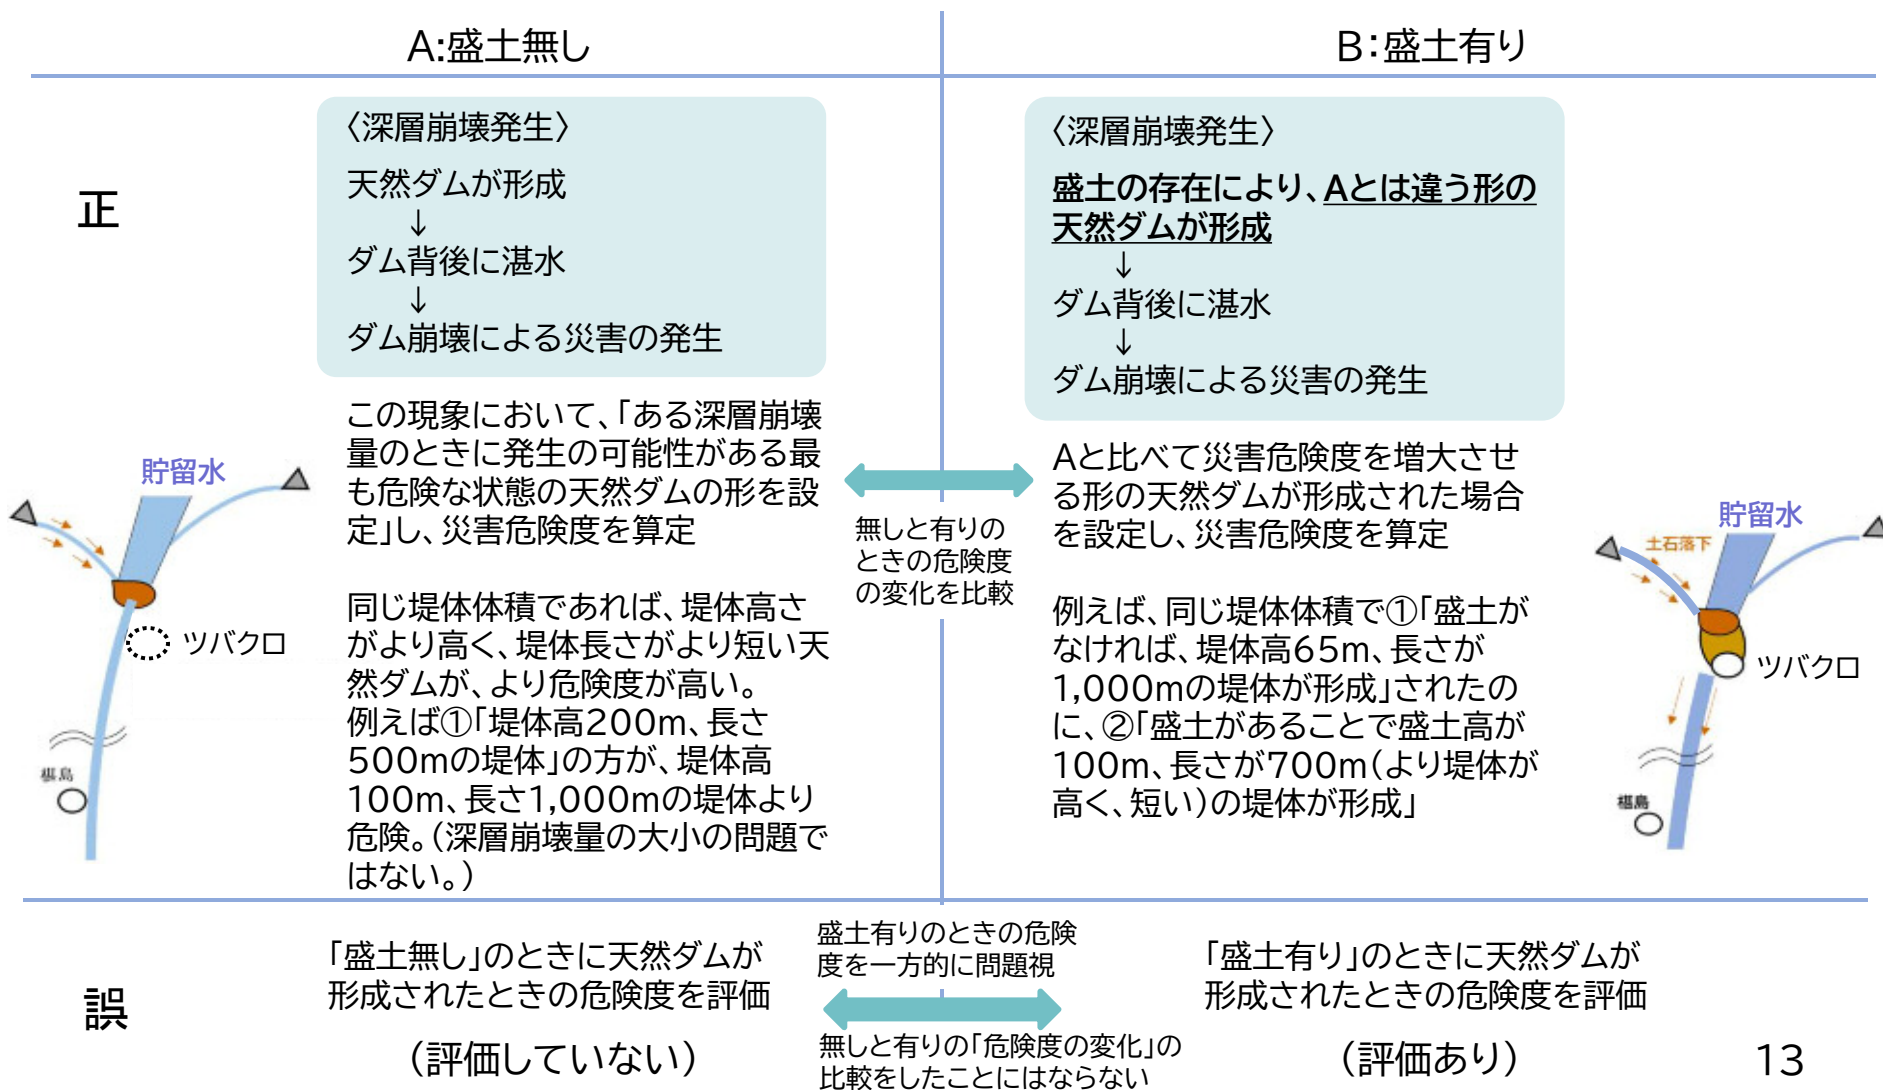 A:盛土無し
B：盛土有り
正
〈深層崩壊発生〉
天然ダムが形成
↓
ダム背後に湛水
↓
ダム崩壊による災害の発生
この現象において、「ある深層崩壊
量のときに発生の可能性がある最
も危険な状態の天然ダムの形を設
定」し、災害危険度を算定
同じ堤体体積であれば、堤体高さ
がより高く、堤体長さがより短い天
然ダムが、より危険度が高い。
例えば①「堤体高200m、長さ
500mの堤体」の方が、堤体高
100m、長さ1,000mの堤体より
危険。（深層崩壊量の大小の問題で
はない。）
貯留水
ツバクロ
椹島
無しと有りの
ときの危険度
の変化を比較
〈深層崩壊発生〉
盛土の存在により、Aとは違う形の
天然ダムが形成
↓
ダム背後に湛水
↓
ダム崩壊による災害の発生
Aと比べて災害危険度を増大させ
る形の天然ダムが形成された場合
を設定し、災害危険度を算定
例えば、同じ堤体体積で①「盛土が
なければ、堤体高65m、長さが
1,000mの堤体が形成」されたの
に、②「盛土があることで盛土高が
100m、長さが700m（より堤体が
高く、短い）の堤体が形成」
貯留水
土石落下
ツバクロ
椹島
誤
「盛土無し」のときに天然ダムが
形成されたときの危険度を評価
（評価していない）
盛土有りのときの危険
度を一方的に問題視
無しと有りの「危険度の変化」の
比較をしたことにはならない
「盛土有り」のときに天然ダムが
形成されたときの危険度を評価
（評価あり）
13